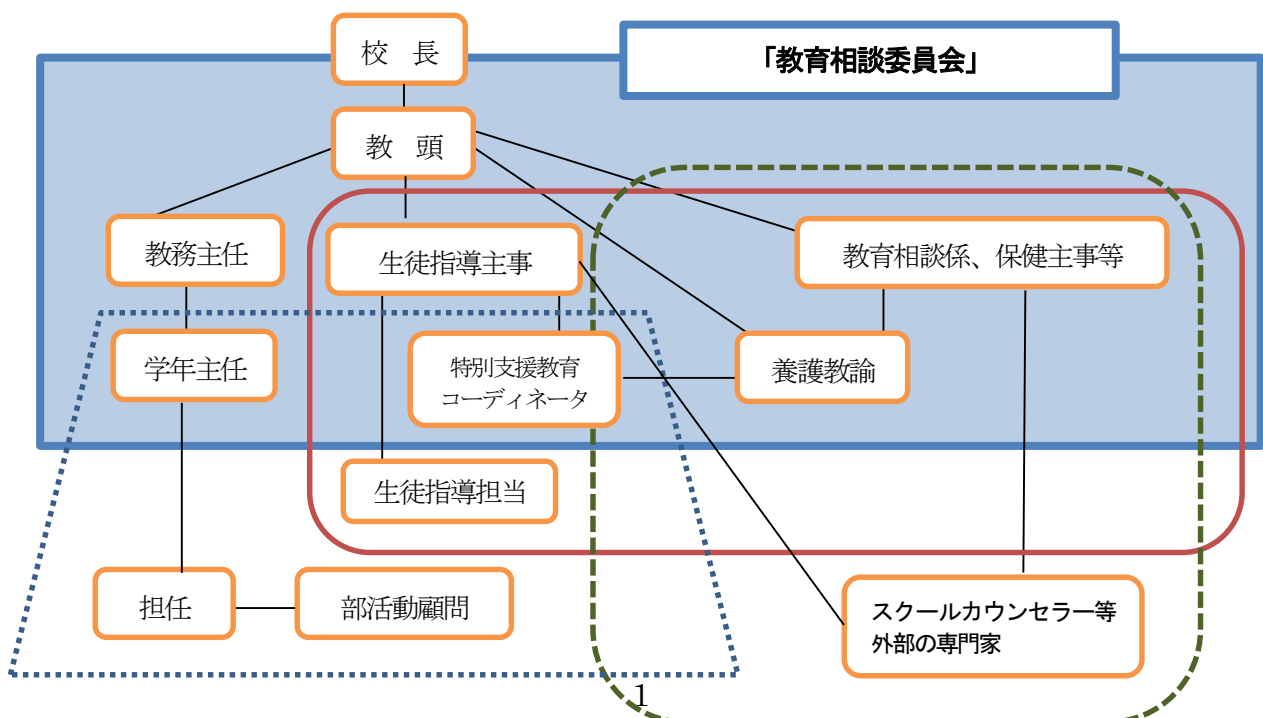 校　長
「教育相談委員会」
教　頭
教務主任
生徒指導主事
教育相談係、保健主事等
学年主任
特別支援教育
コーディネータ
養護教諭
生徒指導担当
担任
部活動顧問
スクールカウンセラー等
外部の専門家
1